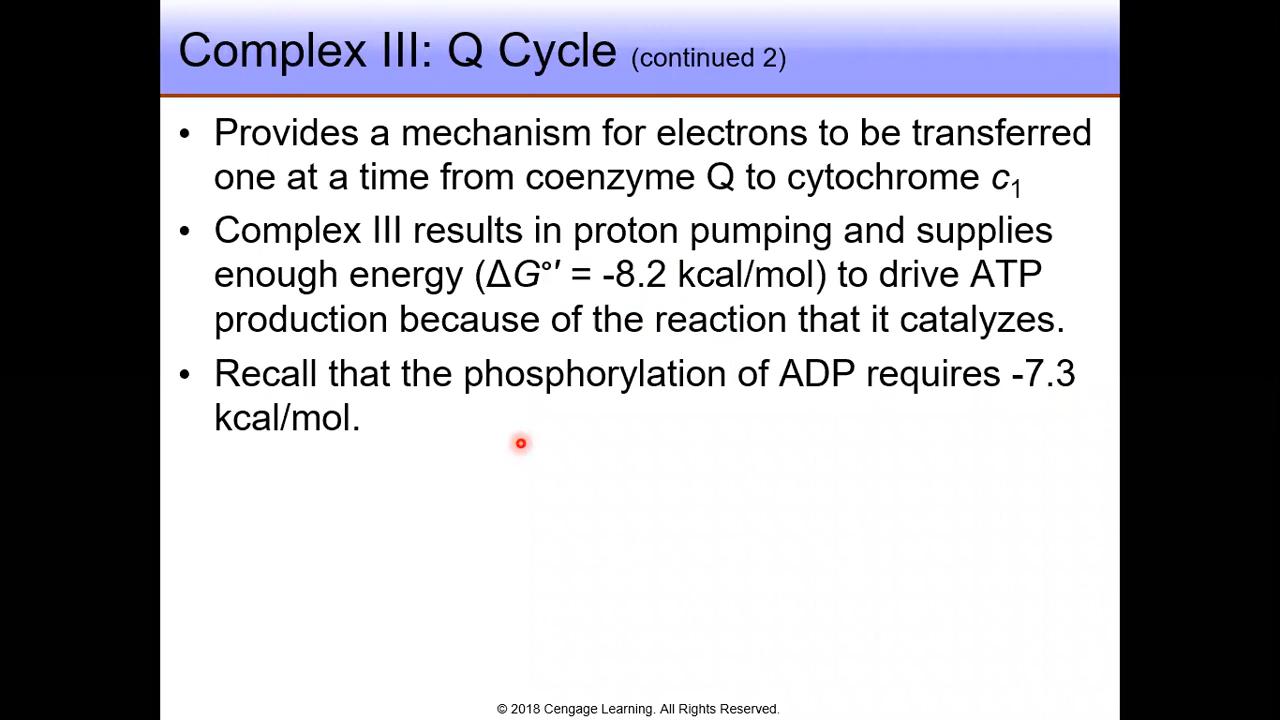 Complex III: Q Cycle (continued 2)
• Provides a mechanism for electrons to be transferred
one at a time from coenzyme Q to cytochrome c₁
• Complex III results in proton pumping and supplies
enough energy (ΔG°′ = -8.2 kcal/mol) to drive ATP
production because of the reaction that it catalyzes.
• Recall that the phosphorylation of ADP requires -7.3
kcal/mol.
© 2018 Cengage Learning. All Rights Reserved.